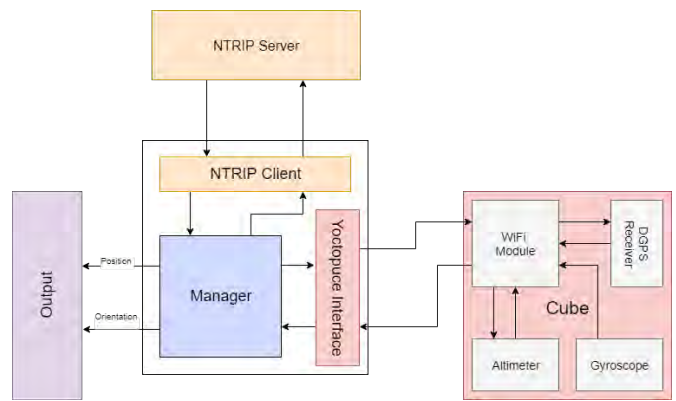 NTRIP Server
NTRIP Client
Yoctopuce Interface
Manager
Position
Orientation
Output
WiFi
Module
DGPS
Receiver
Cube
Altimeter
Gyroscope